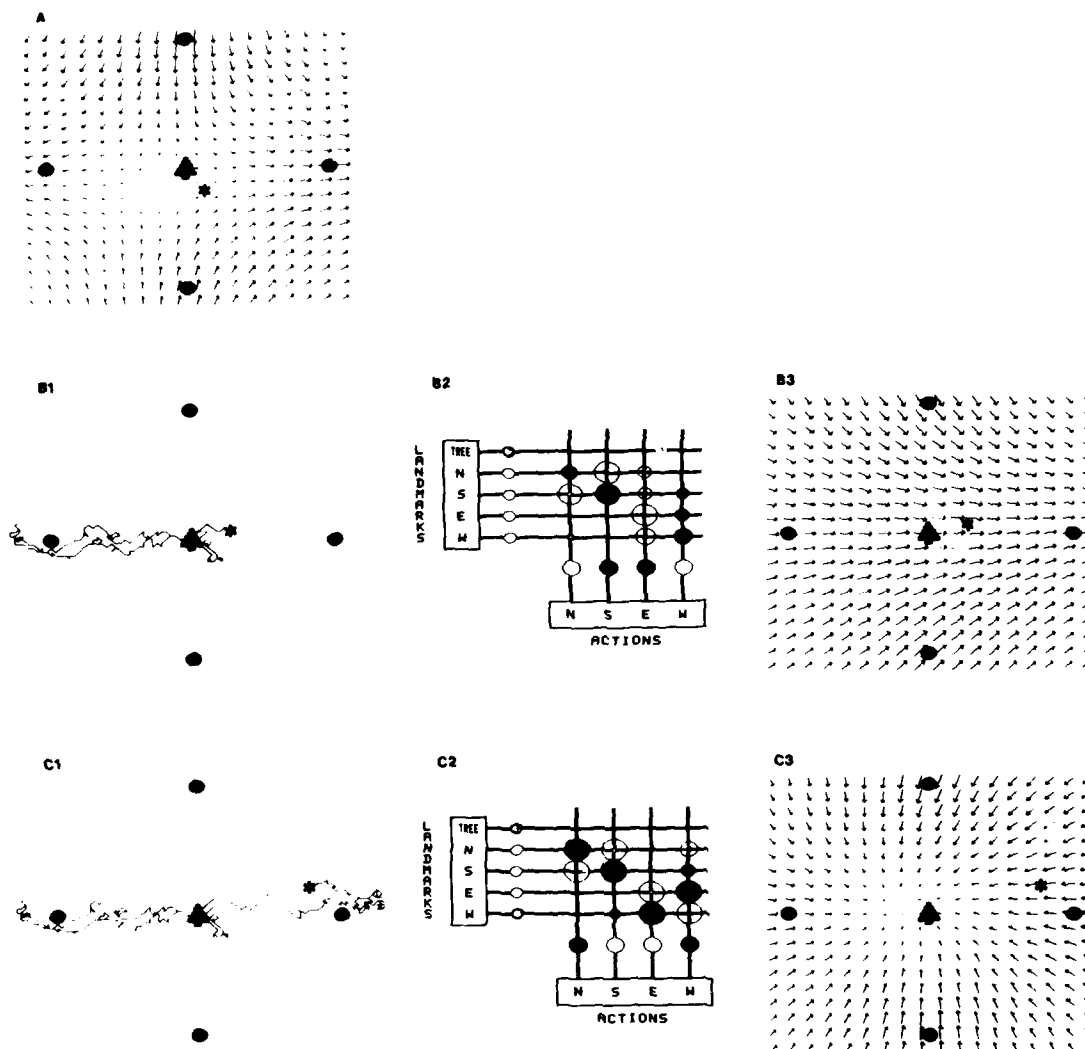 A
B1
B2
B3
LANDMARKS
TREE
N
S
E
W
N S E W
ACTIONS
C1
C2
C3
LANDMARKS
TREE
N
S
E
W
N S E W
ACTIONS